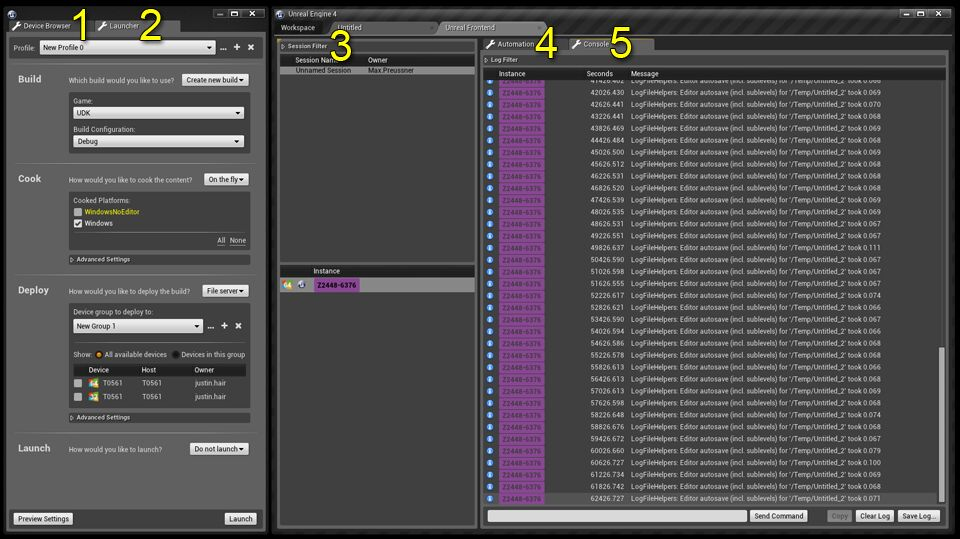 Device Browser
1
Launcher
2
Profile: New Profile 0 ...
Build
Which build would you like to use? Create new build
Game:
UDK
Build Configuration:
Debug
Cook
How would you like to cook the content? On the fly
Cooked Platforms:
WindowsNoEditor
Windows
All None
Advanced Settings
Deploy
How would you like to deploy the build? File server
Device group to deploy to:
New Group 1 ...
Show: All available devices Devices in this group
Device Host Owner
T0561 T0561 justin.hair
T0561 T0561 justin.hair
Advanced Settings
Launch
How would you like to launch? Do not launch
Preview Settings Launch
Unreal Engine 4
Workspace Untitled Unreal Frontend
3
Session Filter
Session Owner
Unnamed Session Max.Preussner
Instance
Z2448-6376
Automation
4
Console
5
Log Filter
Instance Seconds Message
Z2448-6376 42026.430 LogFileHelpers: Editor autosave (incl. sublevels) for '/Temp/Untitled_2' took 0.069
Z2448-6376 42626.441 LogFileHelpers: Editor autosave (incl. sublevels) for '/Temp/Untitled_2' took 0.070
Z2448-6376 43226.441 LogFileHelpers: Editor autosave (incl. sublevels) for '/Temp/Untitled_2' took 0.068
Z2448-6376 43826.469 LogFileHelpers: Editor autosave (incl. sublevels) for '/Temp/Untitled_2' took 0.069
Z2448-6376 44426.484 LogFileHelpers: Editor autosave (incl. sublevels) for '/Temp/Untitled_2' took 0.068
Z2448-6376 45026.500 LogFileHelpers: Editor autosave (incl. sublevels) for '/Temp/Untitled_2' took 0.069
Z2448-6376 45626.512 LogFileHelpers: Editor autosave (incl. sublevels) for '/Temp/Untitled_2' took 0.068
Z2448-6376 46226.531 LogFileHelpers: Editor autosave (incl. sublevels) for '/Temp/Untitled_2' took 0.067
Z2448-6376 46826.520 LogFileHelpers: Editor autosave (incl. sublevels) for '/Temp/Untitled_2' took 0.068
Z2448-6376 47426.539 LogFileHelpers: Editor autosave (incl. sublevels) for '/Temp/Untitled_2' took 0.069
Z2448-6376 48026.535 LogFileHelpers: Editor autosave (incl. sublevels) for '/Temp/Untitled_2' took 0.069
Z2448-6376 48626.531 LogFileHelpers: Editor autosave (incl. sublevels) for '/Temp/Untitled_2' took 0.067
Z2448-6376 49226.551 LogFileHelpers: Editor autosave (incl. sublevels) for '/Temp/Untitled_2' took 0.067
Z2448-6376 49826.637 LogFileHelpers: Editor autosave (incl. sublevels) for '/Temp/Untitled_2' took 0.111
Z2448-6376 50426.590 LogFileHelpers: Editor autosave (incl. sublevels) for '/Temp/Untitled_2' took 0.067
Z2448-6376 51026.598 LogFileHelpers: Editor autosave (incl. sublevels) for '/Temp/Untitled_2' took 0.068
Z2448-6376 51626.555 LogFileHelpers: Editor autosave (incl. sublevels) for '/Temp/Untitled_2' took 0.067
Z2448-6376 52226.617 LogFileHelpers: Editor autosave (incl. sublevels) for '/Temp/Untitled_2' took 0.074
Z2448-6376 52826.621 LogFileHelpers: Editor autosave (incl. sublevels) for '/Temp/Untitled_2' took 0.066
Z2448-6376 53426.590 LogFileHelpers: Editor autosave (incl. sublevels) for '/Temp/Untitled_2' took 0.067
Z2448-6376 54026.594 LogFileHelpers: Editor autosave (incl. sublevels) for '/Temp/Untitled_2' took 0.066
Z2448-6376 54626.586 LogFileHelpers: Editor autosave (incl. sublevels) for '/Temp/Untitled_2' took 0.068
Z2448-6376 55226.578 LogFileHelpers: Editor autosave (incl. sublevels) for '/Temp/Untitled_2' took 0.068
Z2448-6376 55826.613 LogFileHelpers: Editor autosave (incl. sublevels) for '/Temp/Untitled_2' took 0.066
Z2448-6376 56426.613 LogFileHelpers: Editor autosave (incl. sublevels) for '/Temp/Untitled_2' took 0.068
Z2448-6376 57026.613 LogFileHelpers: Editor autosave (incl. sublevels) for '/Temp/Untitled_2' took 0.069
Z2448-6376 57626.598 LogFileHelpers: Editor autosave (incl. sublevels) for '/Temp/Untitled_2' took 0.068
Z2448-6376 58226.648 LogFileHelpers: Editor autosave (incl. sublevels) for '/Temp/Untitled_2' took 0.074
Z2448-6376 58826.676 LogFileHelpers: Editor autosave (incl. sublevels) for '/Temp/Untitled_2' took 0.068
Z2448-6376 59426.672 LogFileHelpers: Editor autosave (incl. sublevels) for '/Temp/Untitled_2' took 0.067
Z2448-6376 60026.660 LogFileHelpers: Editor autosave (incl. sublevels) for '/Temp/Untitled_2' took 0.079
Z2448-6376 60626.727 LogFileHelpers: Editor autosave (incl. sublevels) for '/Temp/Untitled_2' took 0.100
Z2448-6376 61226.734 LogFileHelpers: Editor autosave (incl. sublevels) for '/Temp/Untitled_2' took 0.069
Z2448-6376 61826.742 LogFileHelpers: Editor autosave (incl. sublevels) for '/Temp/Untitled_2' took 0.068
Z2448-6376 62426.727 LogFileHelpers: Editor autosave (incl. sublevels) for '/Temp/Untitled_2' took 0.071
Send Command Copy Clear Log Save Log...